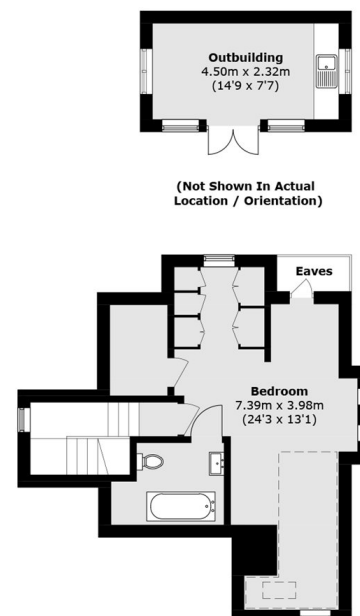 Outbuilding
4.50m x 2.32m
(14'9 x 7'7)
(Not Shown In Actual
Location / Orientation)
Eaves
Bedroom
7.39m x 3.98m
(24'3 x 13'1)